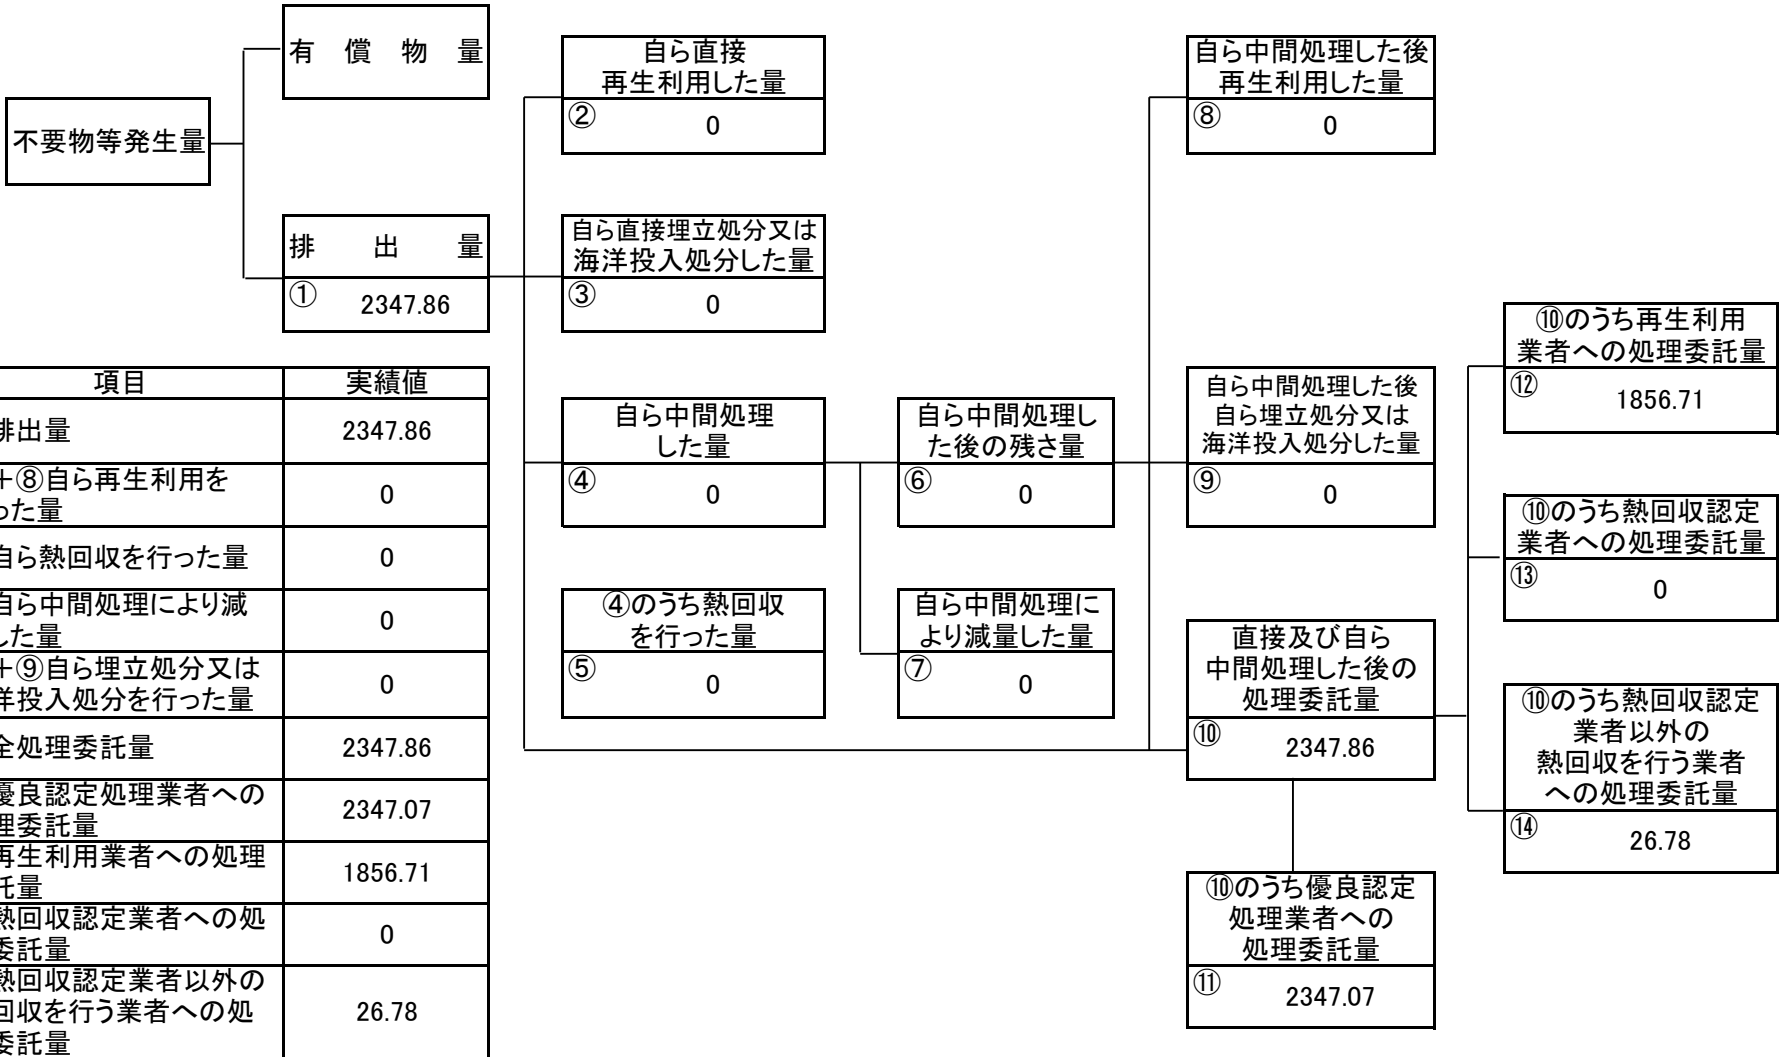 有償物量
不要物等発生量
排出量
①
2347.86
自ら直接
再生利用した量
②
0
自ら直接埋立処分又は
海洋投入処分した量
③
0
自ら中間処理
した量
④
0
④のうち熱回収
を行った量
⑤
0
自ら中間処理し
た後の残さ量
⑥
0
自ら中間処理に
より減量した量
⑦
0
自ら中間処理した後
再生利用した量
⑧
0
自ら中間処理した後
自ら埋立処分又は
海洋投入処分した量
⑨
0
直接及び自ら
中間処理した後の
処理委託量
⑩
2347.86
⑩のうち優良認定
処理業者への
処理委託量
⑪
2347.07
⑩のうち再生利用
業者への処理委託量
⑫
1856.71
⑩のうち熱回収認定
業者への処理委託量
⑬
0
⑩のうち熱回収認定
業者以外の
熱回収を行う業者
への処理委託量
⑭
26.78
項目
実績値
排出量
2347.86
+⑧自ら再生利用を
った量
0
自ら熱回収を行った量
0
自ら中間処理により減
した量
0
+⑨自ら埋立処分又は
洋投入処分を行った量
0
全処理委託量
2347.86
優良認定処理業者への
理委託量
2347.07
再生利用業者への処理
託量
1856.71
熱回収認定業者への処
委託量
0
熱回収認定業者以外の
回収を行う業者への処
委託量
26.78